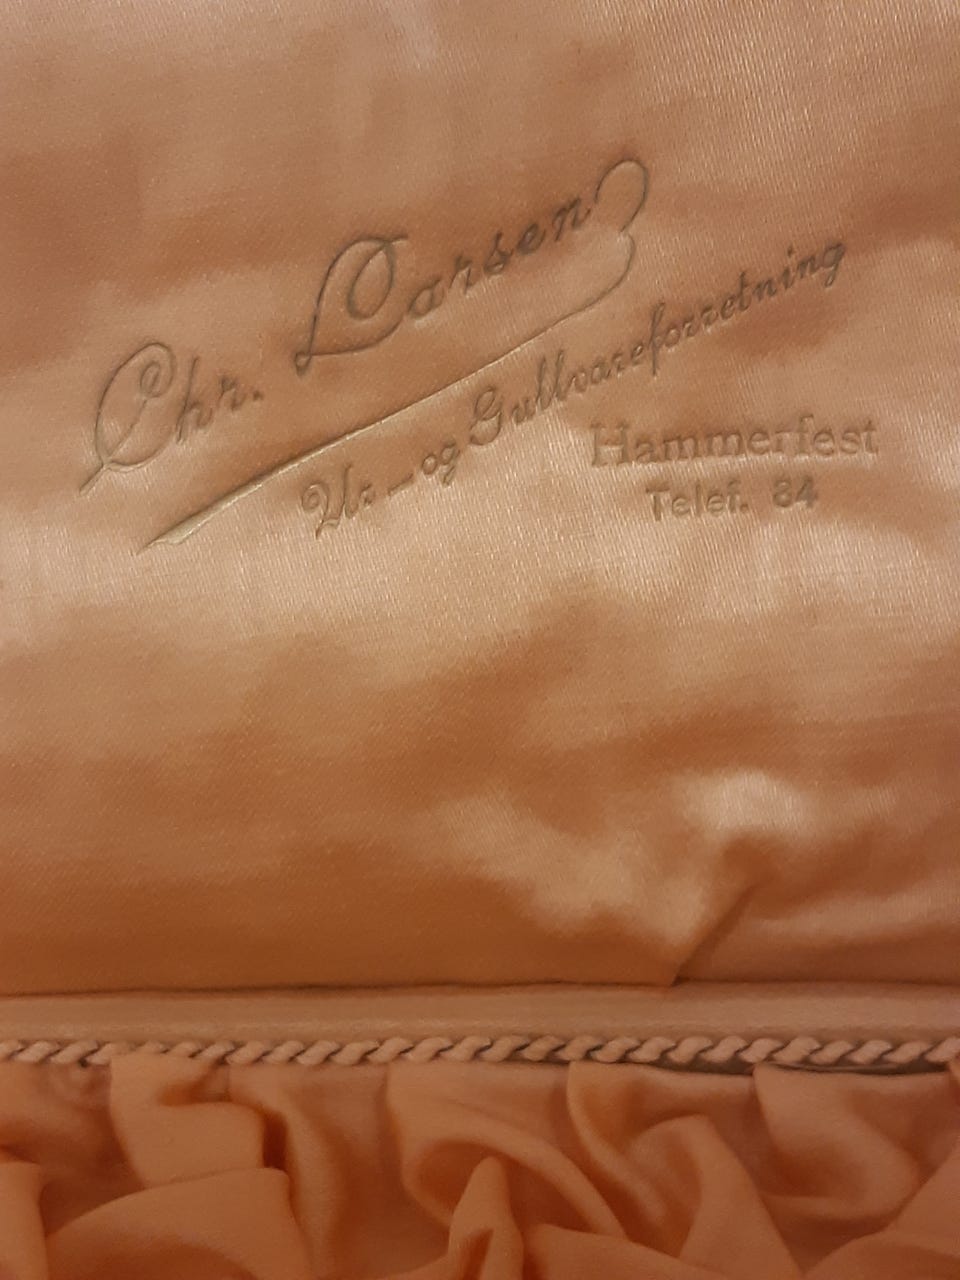 Chr. Larsen
Ur- og Gullvareforretning
Hammerfest
Telef. 84